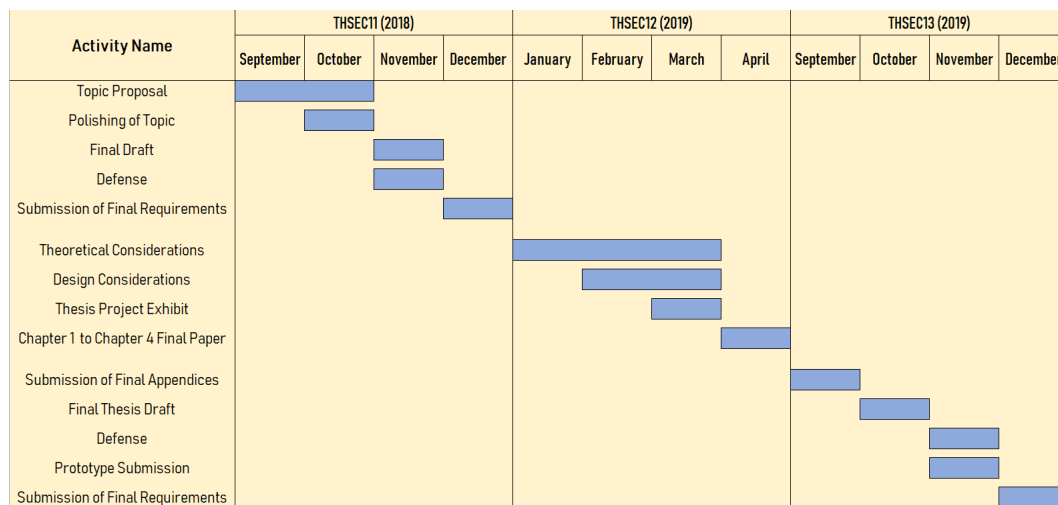 THSEC11 (2018) THSEC12 (2019) THSEC13 (2019)
Activity Name
September October November December January February March April September October November December
Topic Proposal
Polishing of Topic
Final Draft
Defense
Submission of Final Requirements
Theoretical Considerations
Design Considerations
Thesis Project Exhibit
Chapter 1 to Chapter 4 Final Paper
Submission of Final Appendices
Final Thesis Draft
Defense
Prototype Submission
Submission of Final Requirements